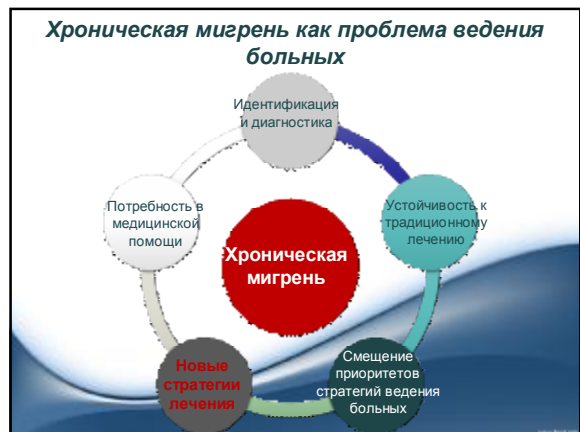 Хроническая мигрень как проблема ведения
больных
Идентификация
и диагностика
Потребность в
медицинской
помощи
Устойчивость к
традиционному
лечению
Хроническая
мигрень
Новые
стратегии
лечения
Смещение
приоритетов
стратегий ведения
больных